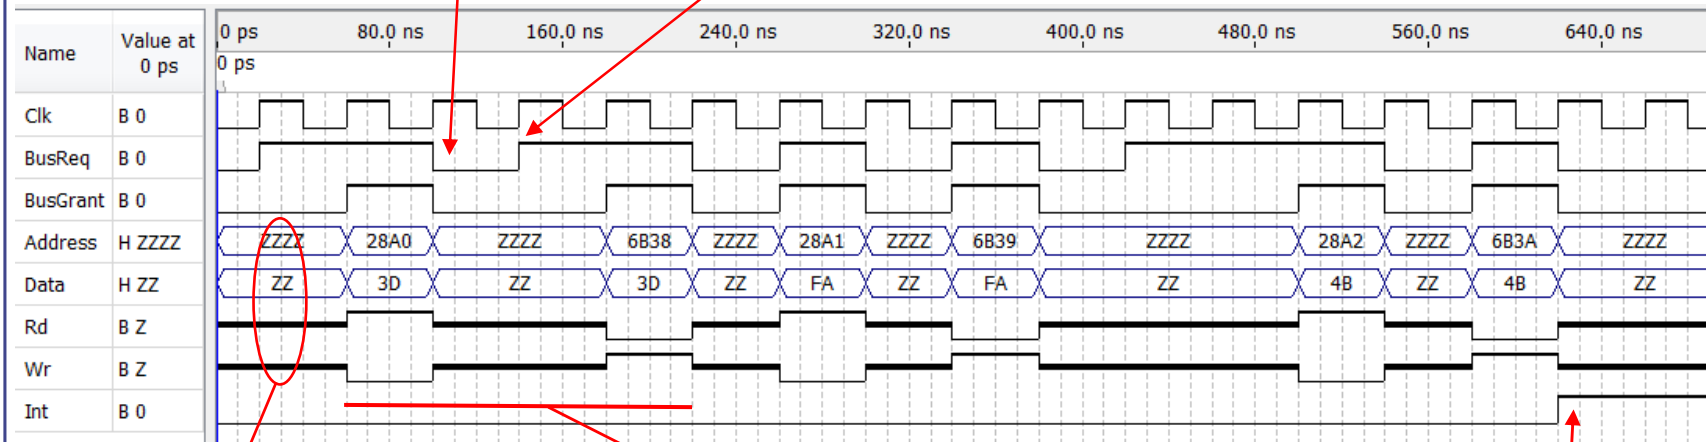 Name Value at 0 ps 0 ps 80.0 ns 160.0 ns 240.0 ns 320.0 ns 400.0 ns 480.0 ns 560.0 ns 640.0 ns
0 ps
Clk B 0
BusReq B 0
BusGrant B 0
Address H ZZZZ ZZZZ 28A0 ZZZZ 6B38 ZZZZ 28A1 ZZZZ 6B39 ZZZZ 28A2 ZZZZ 6B3A ZZZZ
Data H ZZ ZZ 3D ZZ 3D ZZ FA ZZ FA ZZ 4B ZZ 4B ZZ
Rd B Z
Wr B Z
Int B 0